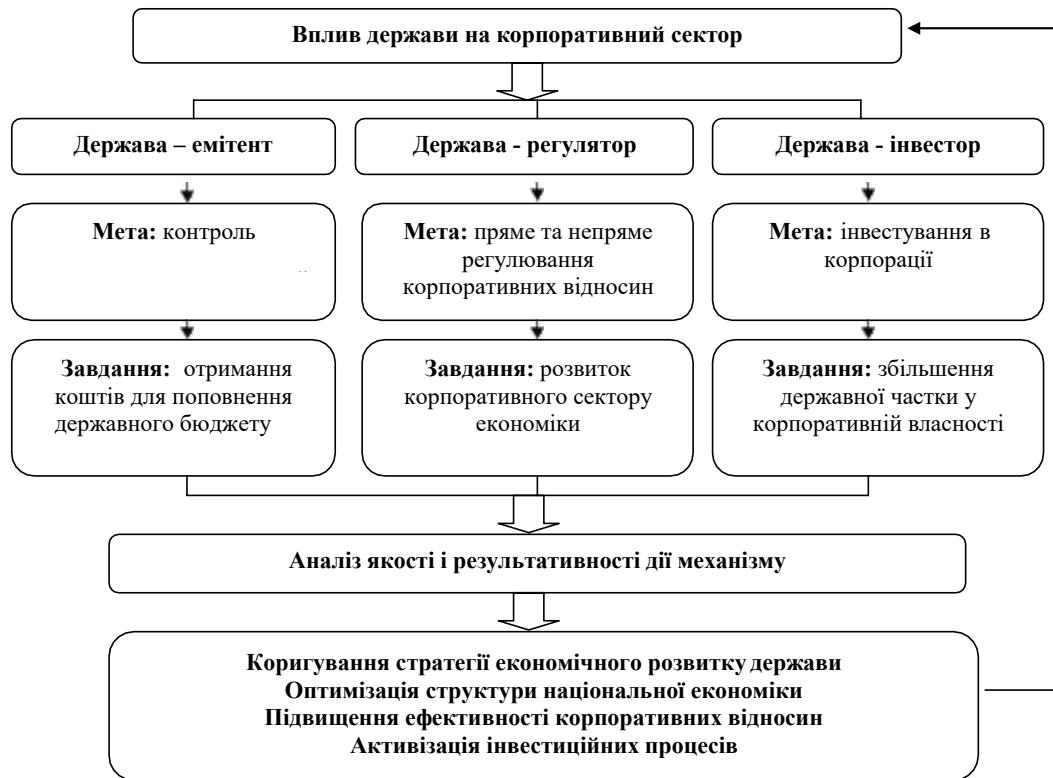 Вплив держави на корпоративний сектор
Держава – емітент
Держава - регулятор
Держава - інвестор
Мета: контроль
Мета: пряме та непряме
регулювання
корпоративних відносин
Мета: інвестування в
корпорації
Завдання: отримання
коштів для поповнення
державного бюджету
Завдання: розвиток
корпоративного сектору
економіки
Завдання: збільшення
державної частки у
корпоративній власності
Аналіз якості і результативності дії механізму
Коригування стратегії економічного розвитку держави
Оптимізація структури національної економіки
Підвищення ефективності корпоративних відносин
Активізація інвестиційних процесів